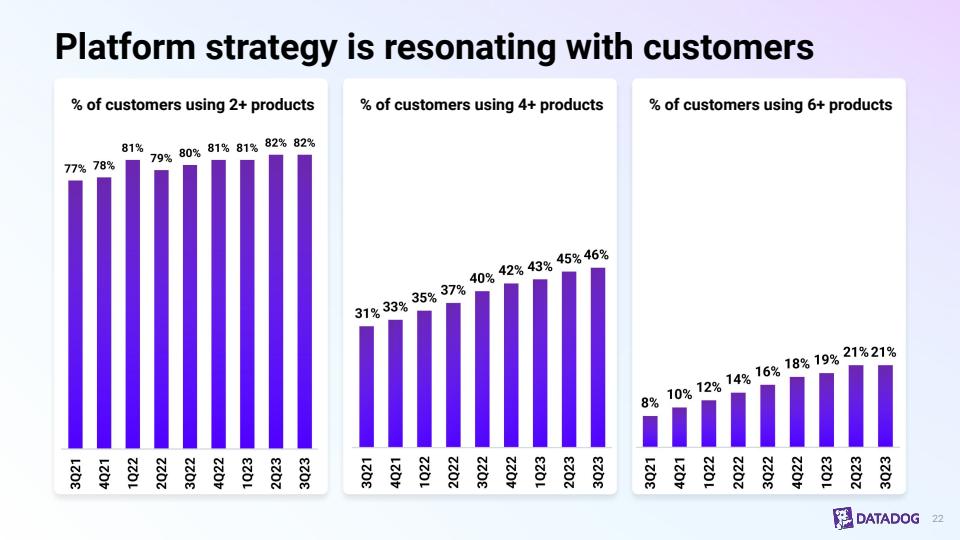 Platform strategy is resonating with customers
% of customers using 2+ products
77% 78% 81% 79% 80% 81% 81% 82% 82%
3Q21 4Q21 1Q22 2Q22 3Q22 4Q22 1Q23 2Q23 3Q23
% of customers using 4+ products
31% 33% 35% 37% 40% 42% 43% 45% 46%
3Q21 4Q21 1Q22 2Q22 3Q22 4Q22 1Q23 2Q23 3Q23
% of customers using 6+ products
8% 10% 12% 14% 16% 18% 19% 21% 21%
3Q21 4Q21 1Q22 2Q22 3Q22 4Q22 1Q23 2Q23 3Q23
DATADOG 22